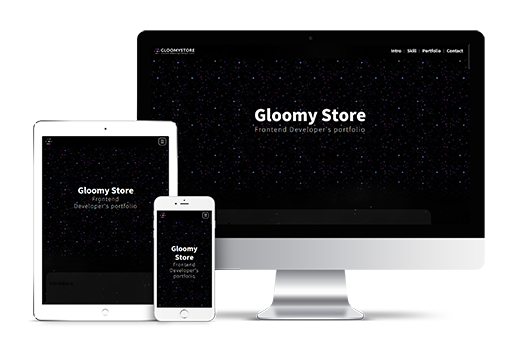 GLOOMYSTORE
Intro Skill Portfolio Contact
Gloomy Store
Frontend Developer's portfolio
Gloomy Store
Frontend
Developer's portfolio
Gloomy
Store
Frontend
Developer's
portfolio